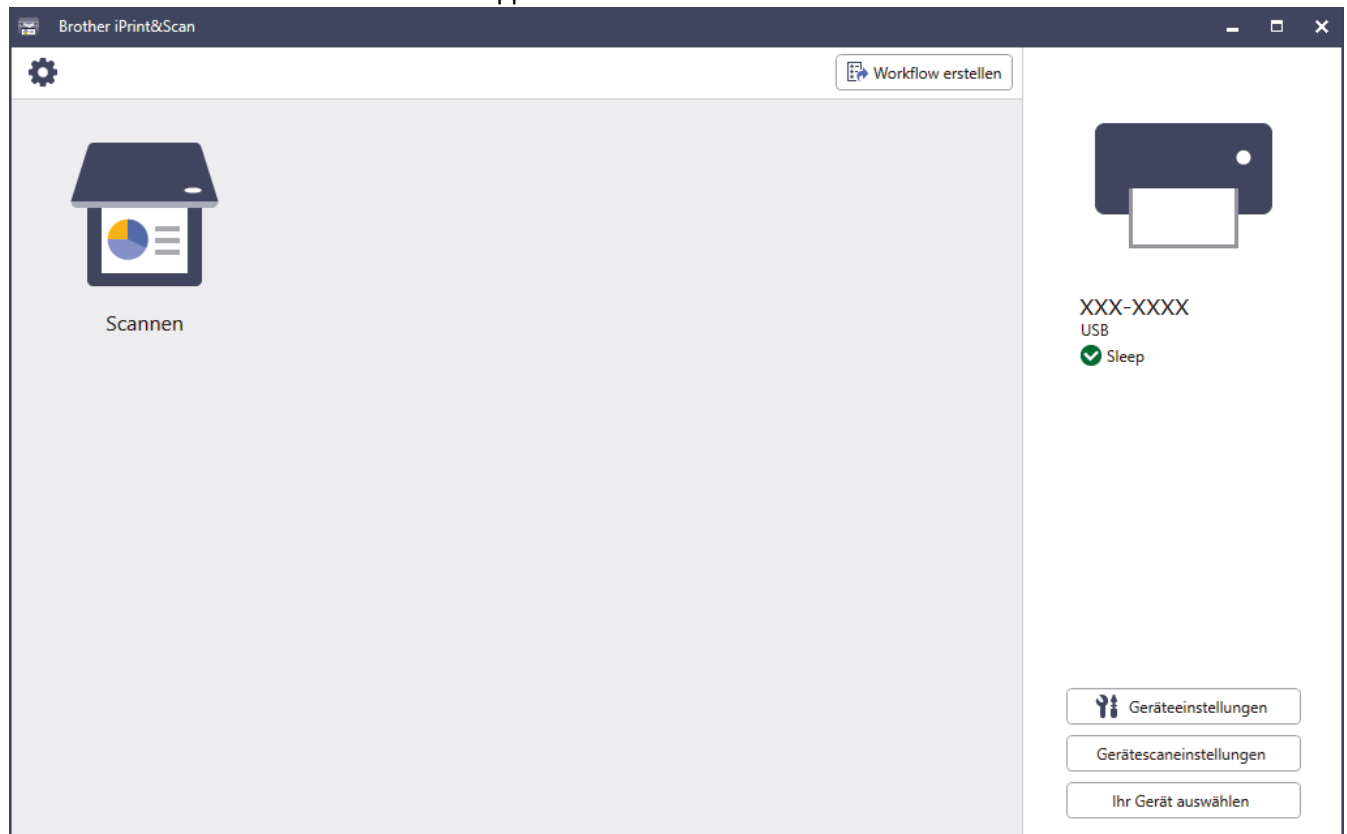 Brother iPrint&Scan
Workflow erstellen
Scannen
XXX-XXXX
USB
Sleep
Geräteeinstellungen
Gerätescaneinstellungen
Ihr Gerät auswählen